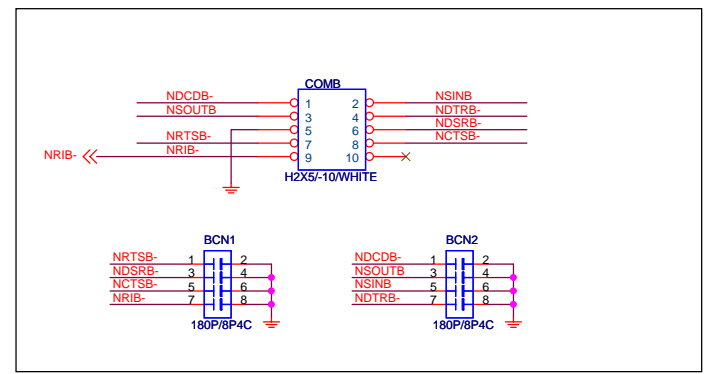 COMB
NDCDB- 1 2 NSINB
NSOUTB 3 4 NDTRB-
5 6 NDSRB-
NRTSB- 7 8 NCTSB-
NRIB- NRIB- 9 10
H2X5/-10/WHITE
BCN1
NRTSB- 1 2
NDSRB- 3 4
NCTSB- 5 6
NRIB- 7 8
180P/8P4C
BCN2
NDCDB- 1 2
NSOUTB 3 4
NSINB 5 6
NDTRB- 7 8
180P/8P4C